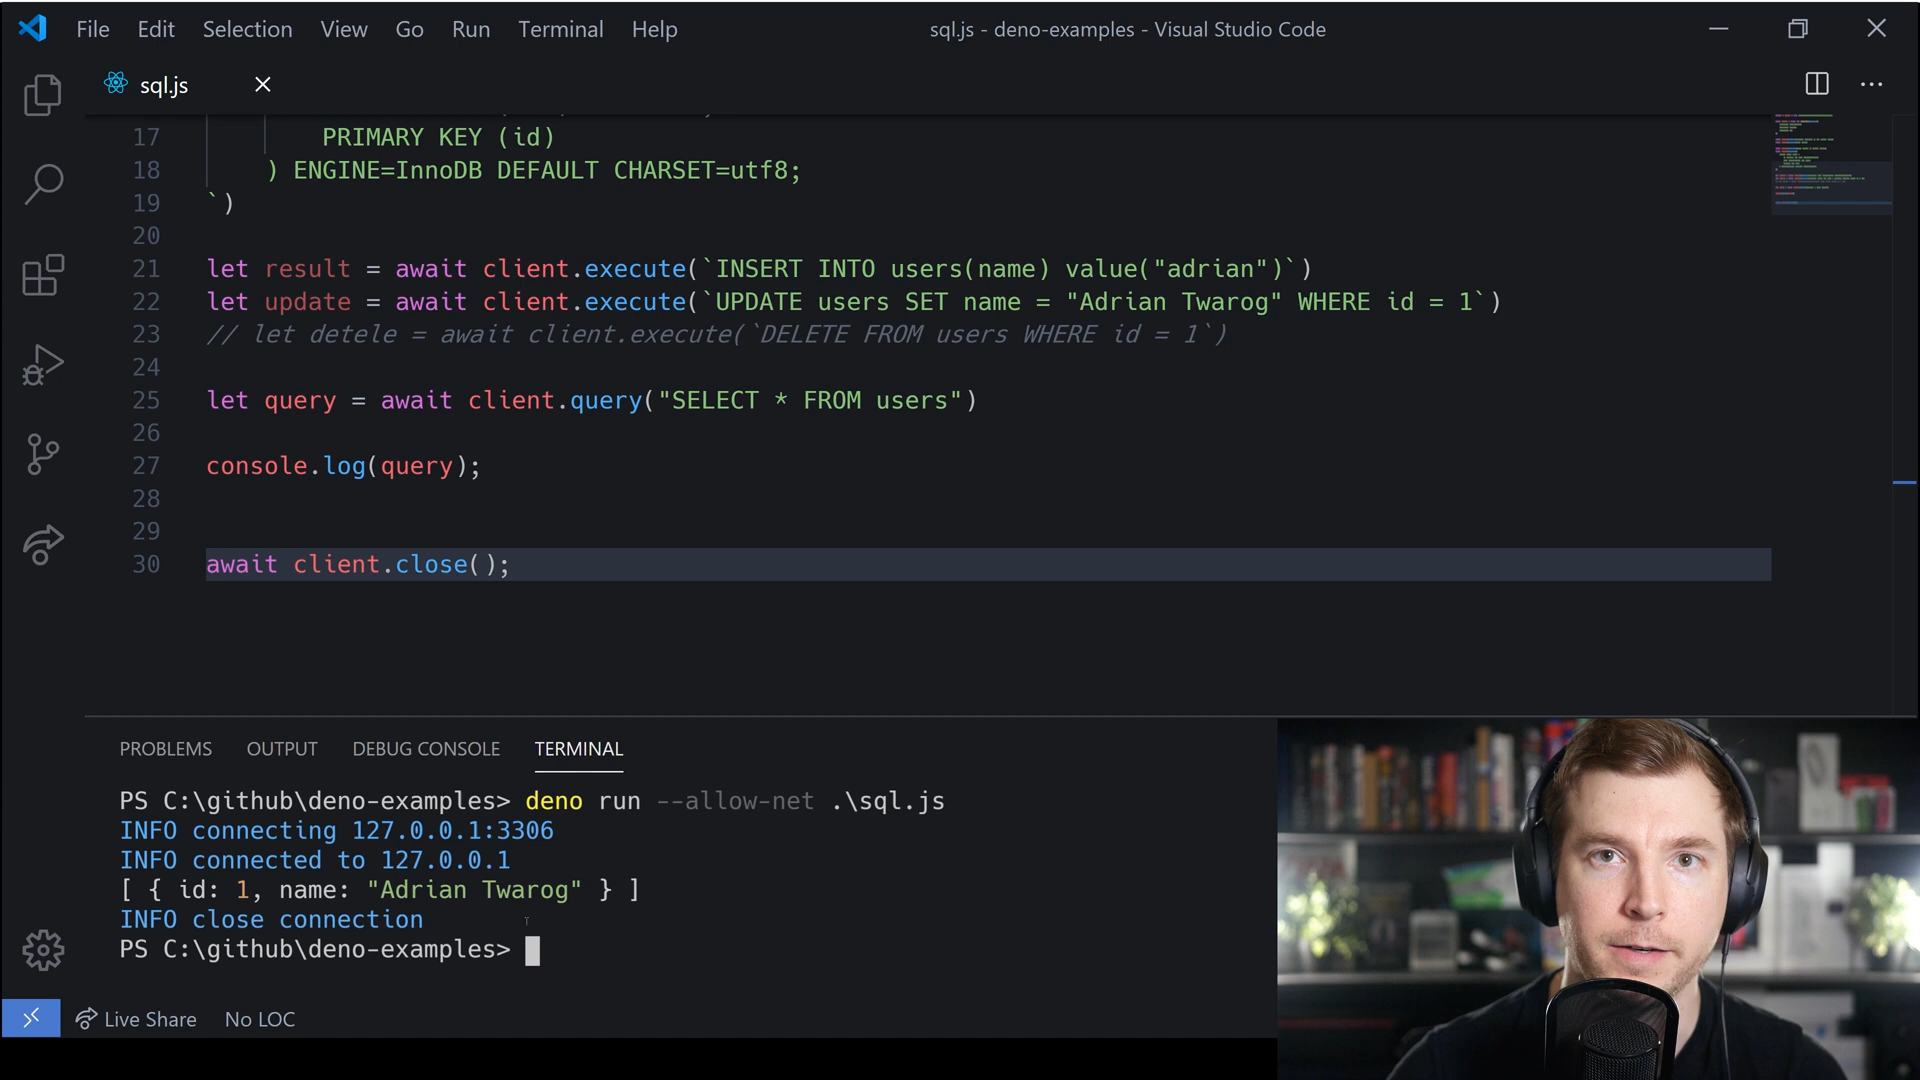 File Edit Selection View Go Run Terminal Help sql.js - deno-examples - Visual Studio Code
sql.js
17 PRIMARY KEY (id)
18 ) ENGINE=InnoDB DEFAULT CHARSET=utf8;
19 `)
20
21 let result = await client.execute(`INSERT INTO users(name) value("adrian")`)
22 let update = await client.execute(`UPDATE users SET name = "Adrian Twarog" WHERE id = 1`)
23 // let detele = await client.execute(`DELETE FROM users WHERE id = 1`)
24
25 let query = await client.query("SELECT * FROM users")
26
27 console.log(query);
28
29
30 await client.close();
PROBLEMS OUTPUT DEBUG CONSOLE TERMINAL
PS C:\github\deno-examples> deno run --allow-net .\sql.js
INFO connecting 127.0.0.1:3306
INFO connected to 127.0.0.1
[ { id: 1, name: "Adrian Twarog" } ]
INFO close connection
PS C:\github\deno-examples>
Live Share No LOC